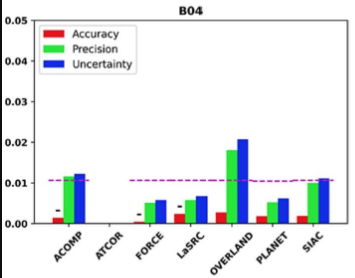 B04
0.05
Accuracy
Precision
Uncertainty
0.04
0.03
0.02
0.01
0.00
ACOMP
ATCOR
FORCE
LaSRC
OVERLAND
PLANET
SIAC